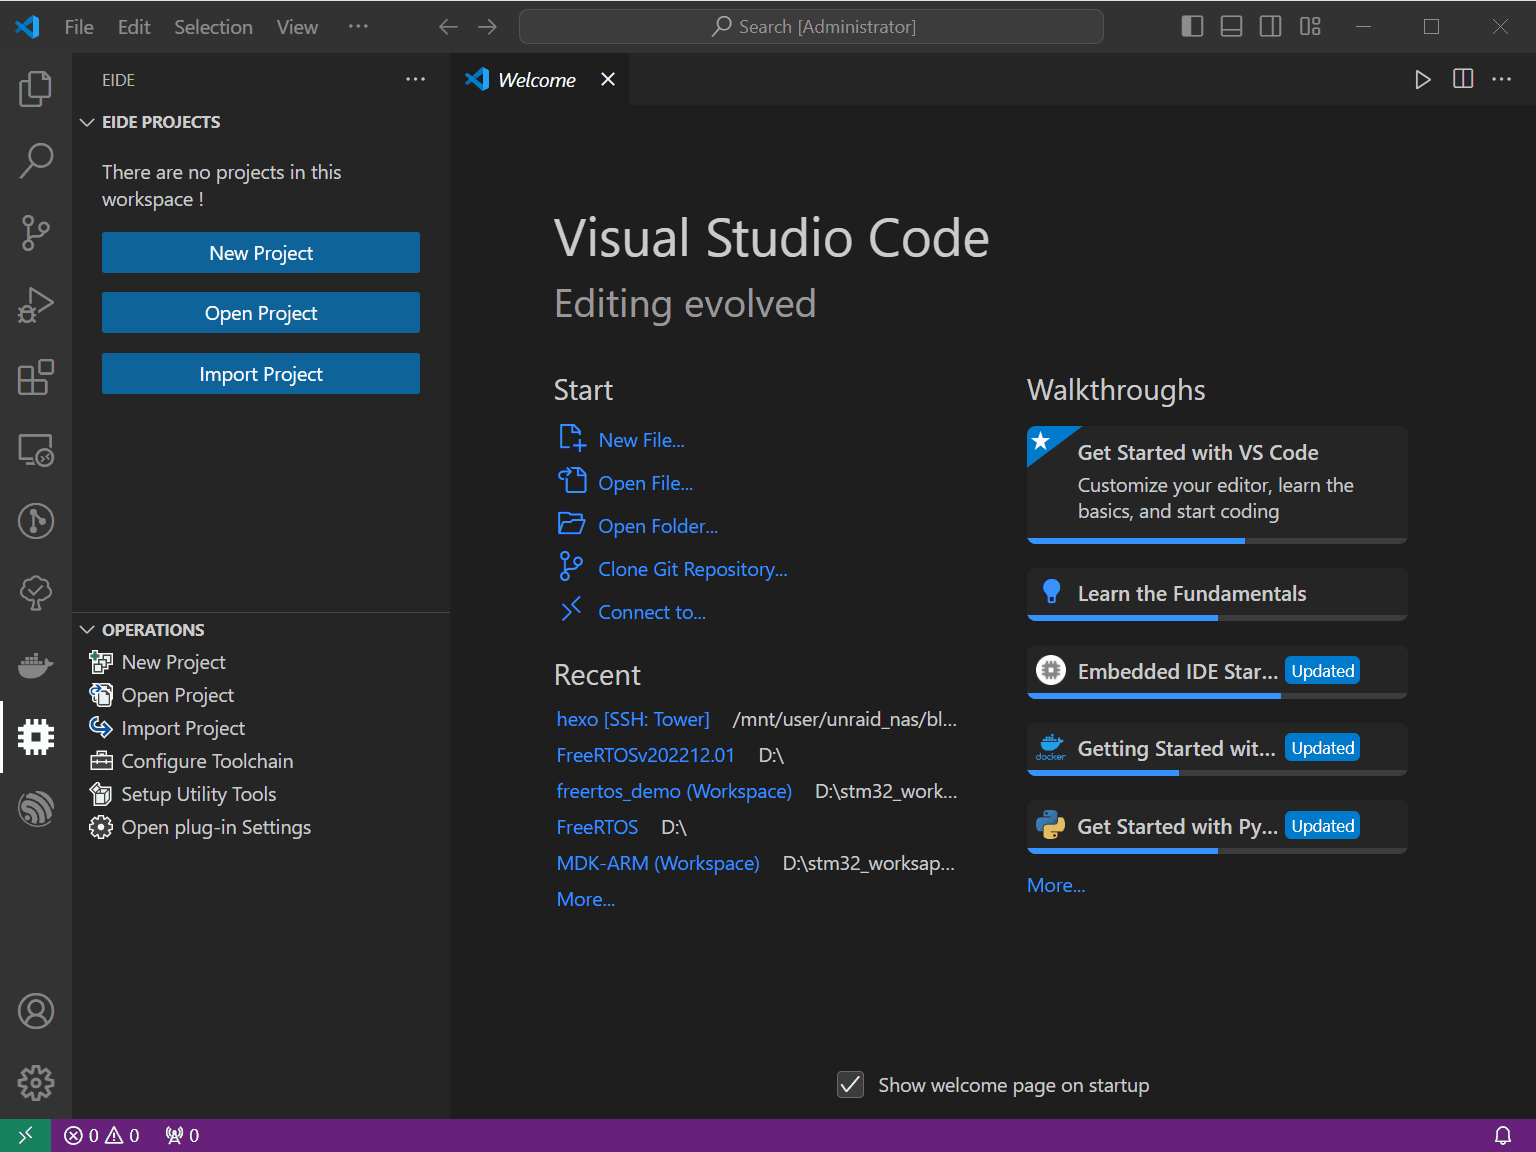 File Edit Selection View ···
Search [Administrator]
EIDE
Welcome
EIDE PROJECTS
There are no projects in this
workspace !
New Project
Open Project
Import Project
OPERATIONS
New Project
Open Project
Import Project
Configure Toolchain
Setup Utility Tools
Open plug-in Settings
Visual Studio Code
Editing evolved
Start
New File...
Open File...
Open Folder...
Clone Git Repository...
Connect to...
Recent
hexo [SSH: Tower] /mnt/user/unraid_nas/bl...
FreeRTOSv202212.01 D:\
freertos_demo (Workspace) D:\stm32_work...
FreeRTOS D:\
MDK-ARM (Workspace) D:\stm32_worksap...
More...
Walkthroughs
Get Started with VS Code
Customize your editor, learn the
basics, and start coding
Learn the Fundamentals
Embedded IDE Star... Updated
docker
Getting Started wit... Updated
Get Started with Py... Updated
More...
Show welcome page on startup
0 0 0